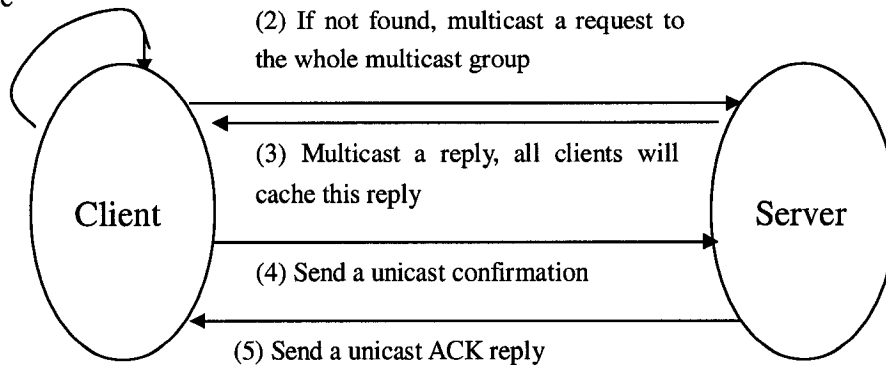 (2) If not found, multicast a request to
the whole multicast group
(3) Multicast a reply, all clients will
cache this reply
Client
Server
(4) Send a unicast confirmation
(5) Send a unicast ACK reply